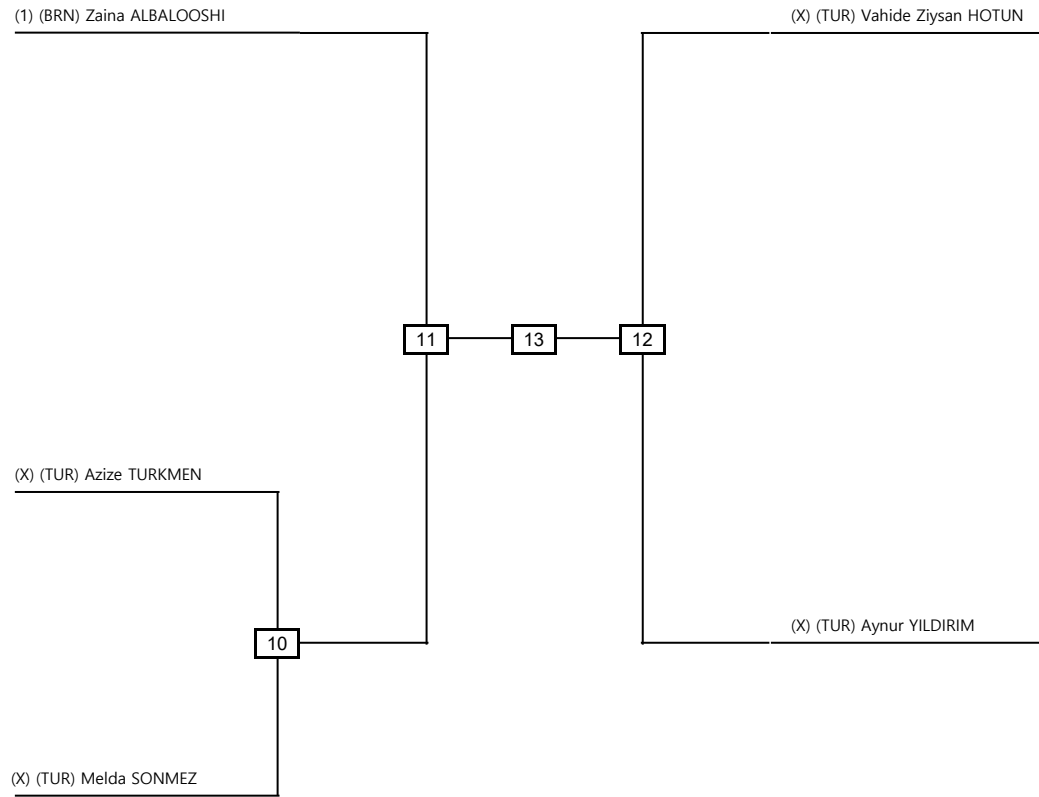 (1) (BRN) Zaina ALBALOOSHI
(X) (TUR) Vahide Ziysan HOTUN
11
13
12
(X) (TUR) Azize TURKMEN
(X) (TUR) Aynur YILDIRIM
10
(X) (TUR) Melda SONMEZ